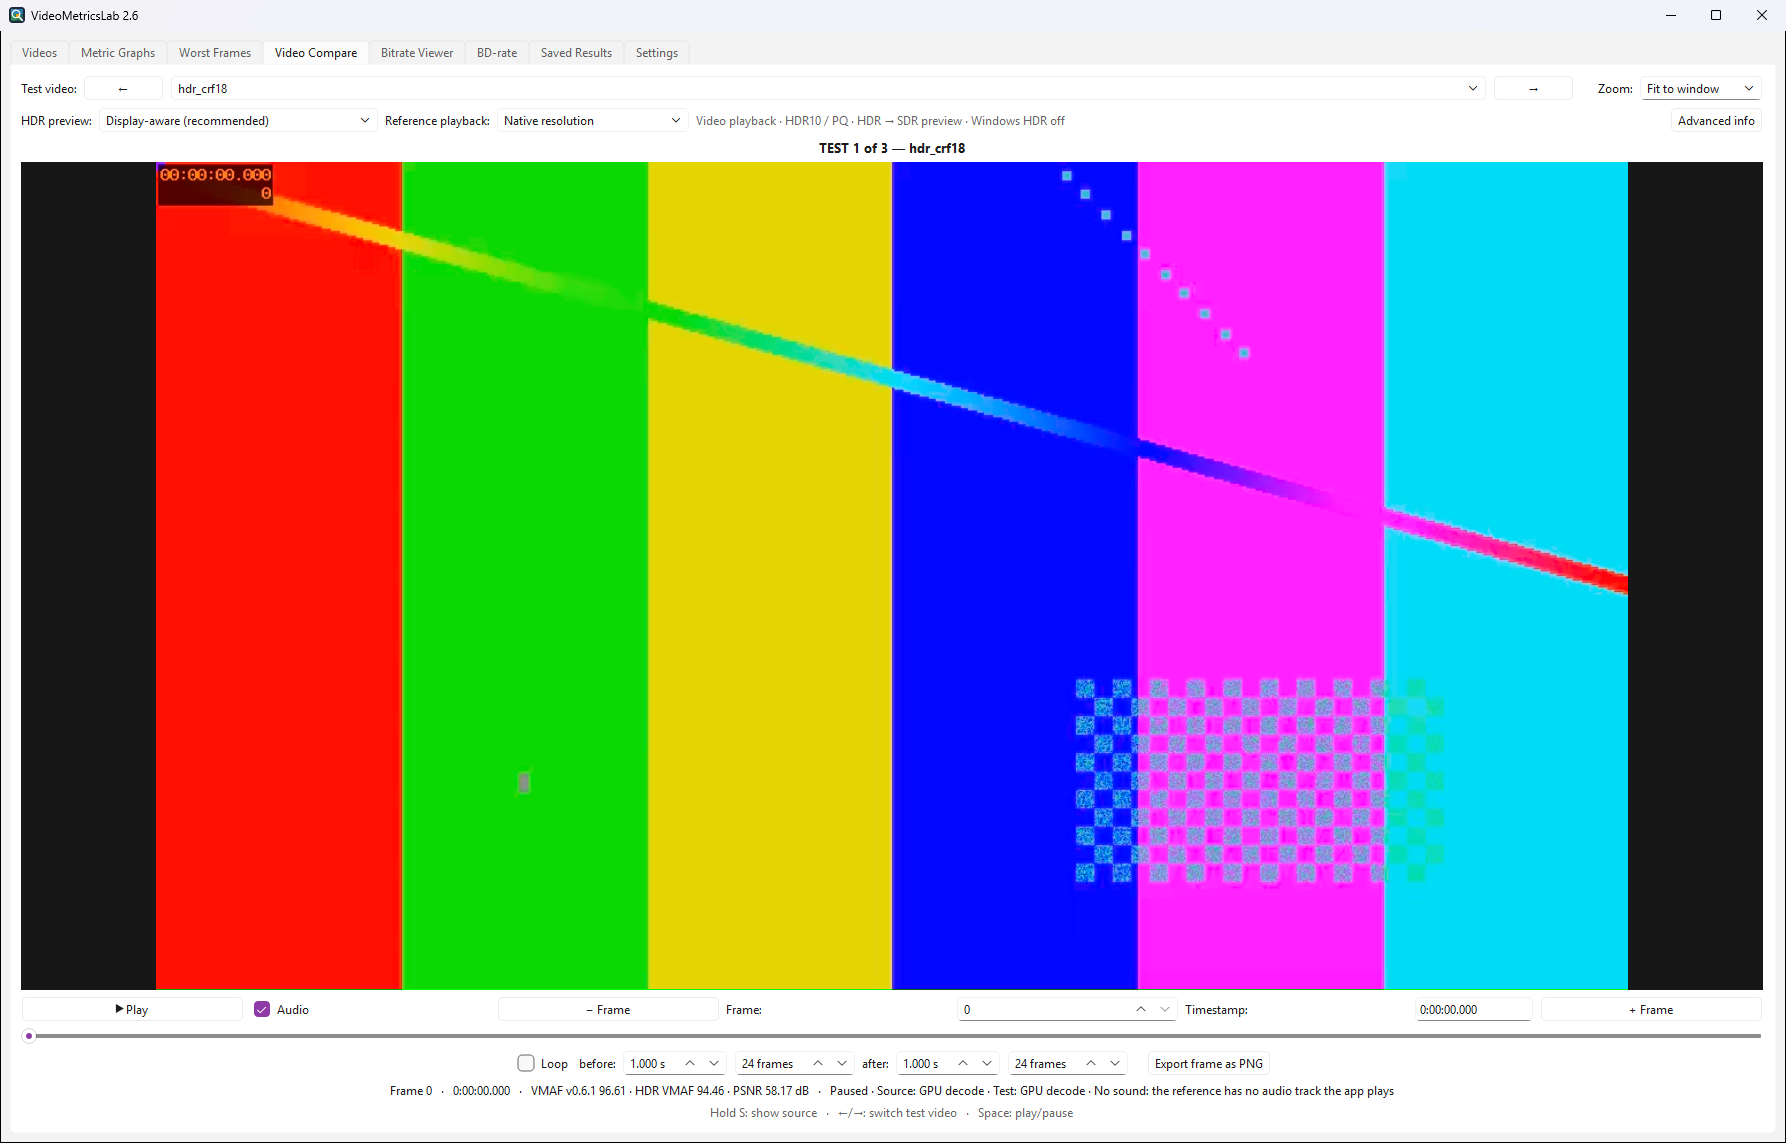 VideoMetricsLab 2.6
Videos Metric Graphs Worst Frames Video Compare Bitrate Viewer BD-rate Saved Results Settings
Test video: ← hdr_crf18 → Zoom: Fit to window
HDR preview: Display-aware (recommended) Reference playback: Native resolution Video playback · HDR10 / PQ · HDR → SDR preview · Windows HDR off Advanced info
TEST 1 of 3 — hdr_crf18
00:00:00.000
0
Play Audio − Frame Frame: 0 Timestamp: 0:00:00.000 + Frame
Loop before: 1.000 s 24 frames after: 1.000 s 24 frames Export frame as PNG
Frame 0 · 0:00:00.000 · VMAF v0.6.1 96.61 · HDR VMAF 94.46 · PSNR 58.17 dB · Paused · Source: GPU decode · Test: GPU decode · No sound: the reference has no audio track the app plays
Hold S: show source · ←/→: switch test video · Space: play/pause